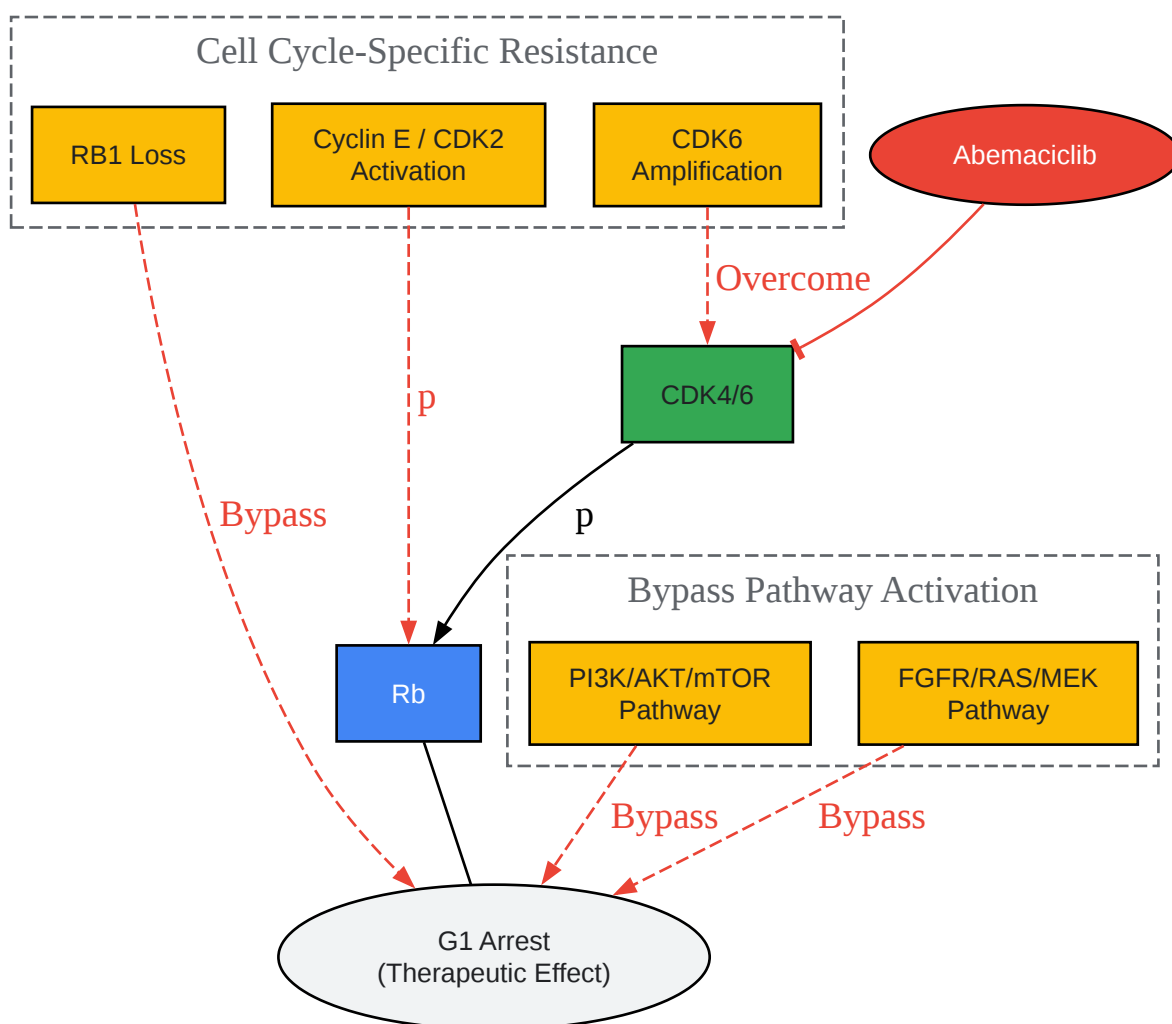 Cell Cycle-Specific Resistance
RB1 Loss
Cyclin E / CDK2
Activation
CDK6
Amplification
Abemaciclib
Overcome
CDK4/6
p
Bypass
p
Bypass Pathway Activation
Rb
PI3K/AKT/mTOR
Pathway
FGFR/RAS/MEK
Pathway
Bypass
Bypass
G1 Arrest
(Therapeutic Effect)